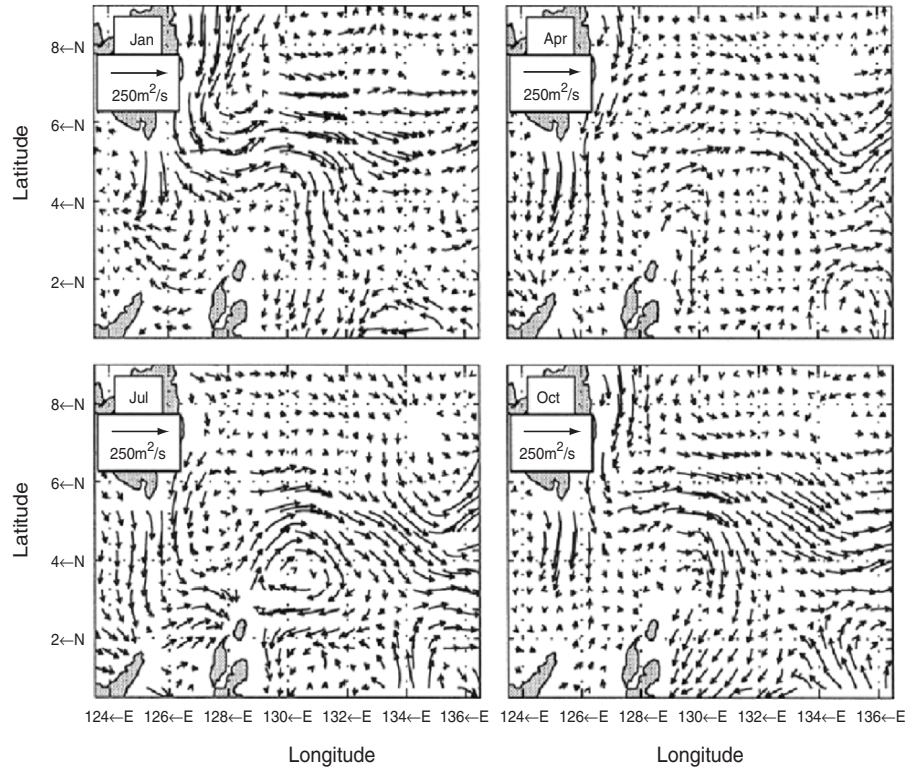 Jan
250m²/s
Apr
250m²/s
8←N
6←N
4←N
2←N
Latitude
Jul
250m²/s
Oct
250m²/s
8←N
6←N
4←N
2←N
Latitude
124←E 126←E 128←E 130←E 132←E 134←E 136←E
124←E 126←E 128←E 130←E 132←E 134←E 136←E
Longitude
Longitude